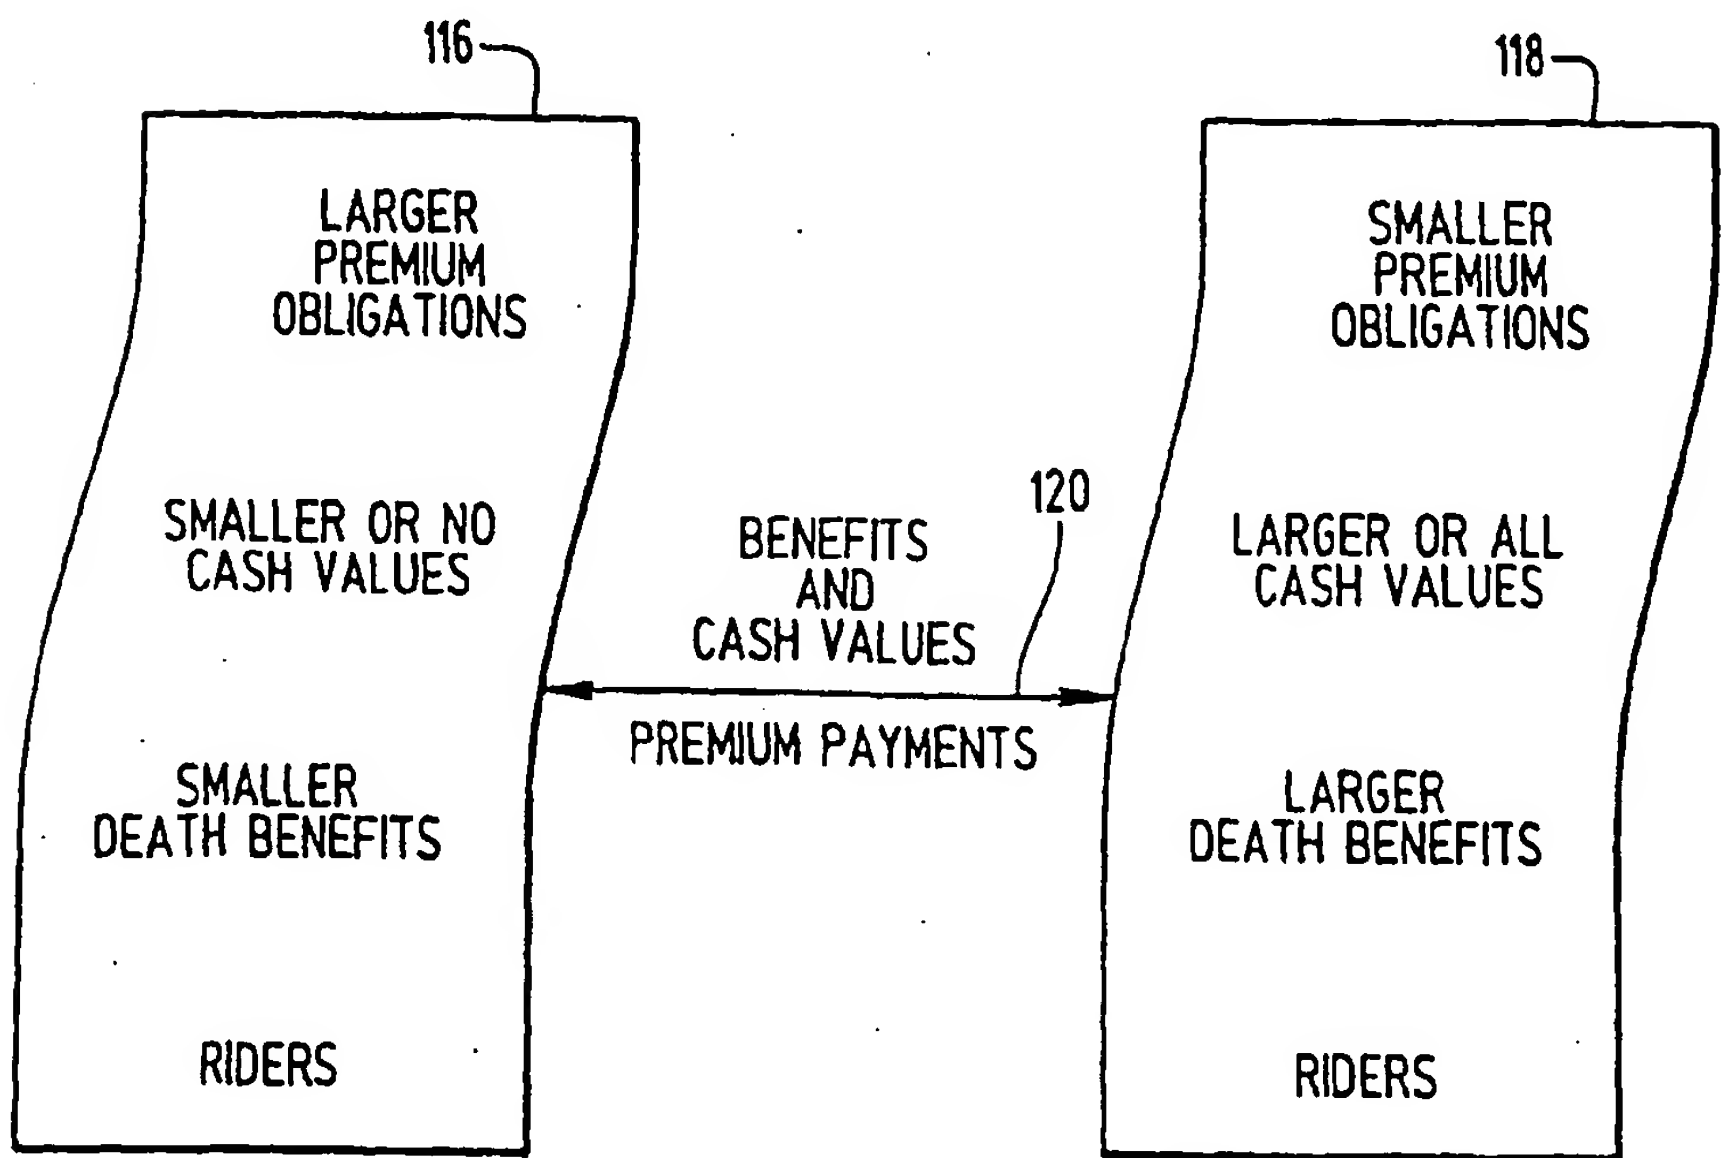 116
LARGER
PREMIUM
OBLIGATIONS
SMALLER OR NO
CASH VALUES
SMALLER
DEATH BENEFITS
RIDERS
BENEFITS
AND
CASH VALUES
120
PREMIUM PAYMENTS
118
SMALLER
PREMIUM
OBLIGATIONS
LARGER OR ALL
CASH VALUES
LARGER
DEATH BENEFITS
RIDERS